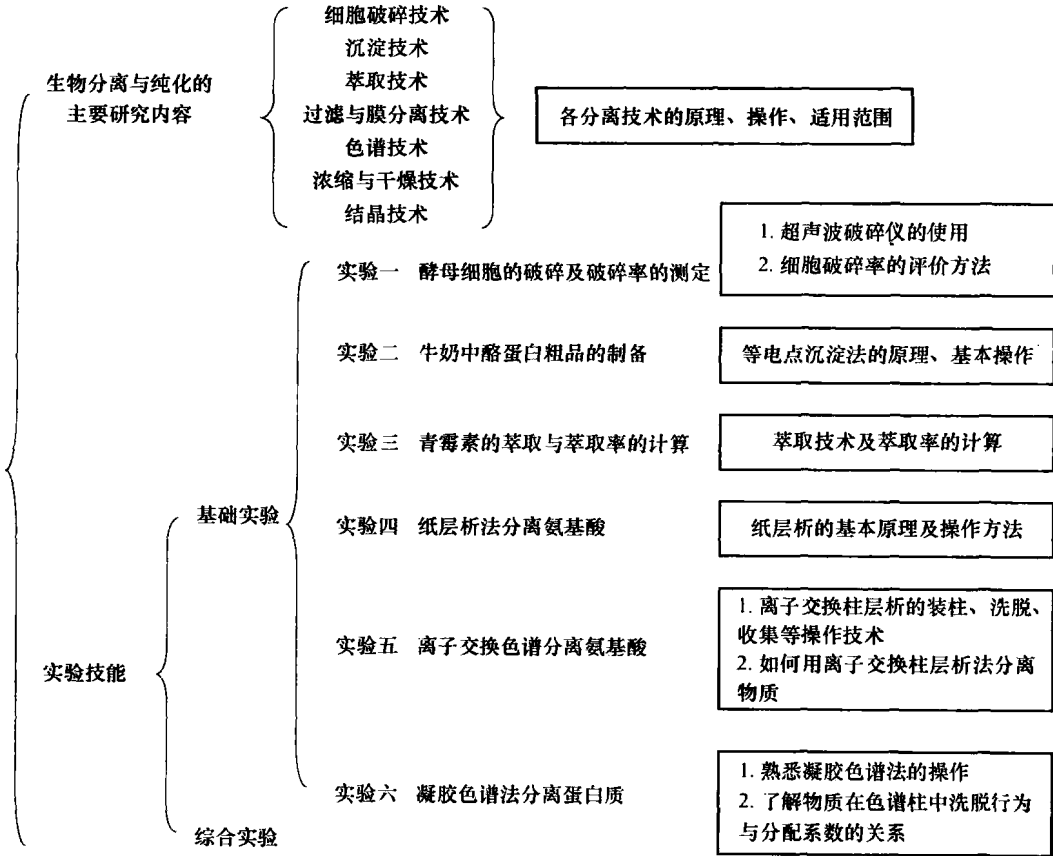 生物分离与纯化的
主要研究内容
细胞破碎技术
沉淀技术
萃取技术
过滤与膜分离技术
色谱技术
浓缩与干燥技术
结晶技术
各分离技术的原理、操作、适用范围
实验技能
基础实验
实验一 酵母细胞的破碎及破碎率的测定
1. 超声波破碎仪的使用
2. 细胞破碎率的评价方法
实验二 牛奶中酪蛋白粗品的制备
等电点沉淀法的原理、基本操作
实验三 青霉素的萃取与萃取率的计算
萃取技术及萃取率的计算
实验四 纸层析法分离氨基酸
纸层析的基本原理及操作方法
实验五 离子交换色谱分离氨基酸
1. 离子交换柱层析的装柱、洗脱、
收集等操作技术
2. 如何用离子交换柱层析法分离
物质
实验六 凝胶色谱法分离蛋白质
1. 熟悉凝胶色谱法的操作
2. 了解物质在色谱柱中洗脱行为
与分配系数的关系
综合实验